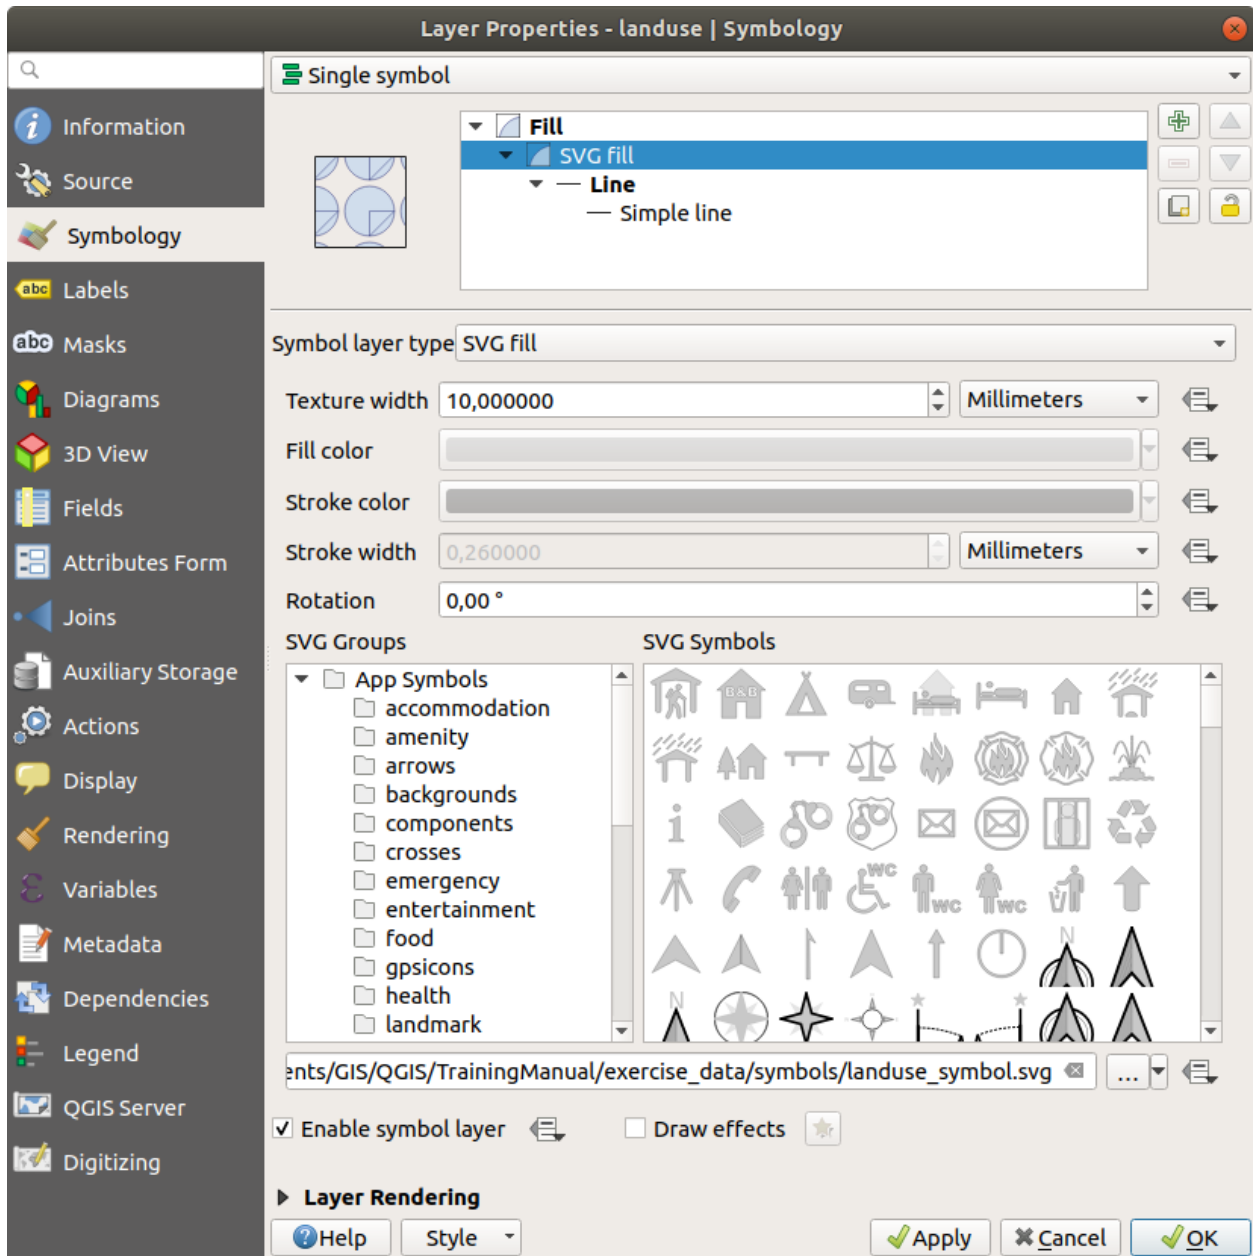 Layer Properties - landuse | Symbology
Single symbol
Information
Source
Symbology
Labels
Masks
Diagrams
3D View
Fields
Attributes Form
Joins
Auxiliary Storage
Actions
Display
Rendering
Variables
Metadata
Dependencies
Legend
QGIS Server
Digitizing
abc
abc
Fill
SVG fill
Line
Simple line
Symbol layer type SVG fill
Texture width 10,000000 Millimeters
Fill color
Stroke color
Stroke width 0,260000 Millimeters
Rotation 0,00 °
SVG Groups
SVG Symbols
App Symbols
accommodation
amenity
arrows
backgrounds
components
crosses
emergency
entertainment
food
gpsicons
health
landmark
B&B
WC
WC
WC
N
N
ents/GIS/QGIS/TrainingManual/exercise_data/symbols/landuse_symbol.svg
...
Enable symbol layer
Draw effects
Layer Rendering
Help
Style
Apply
Cancel
OK